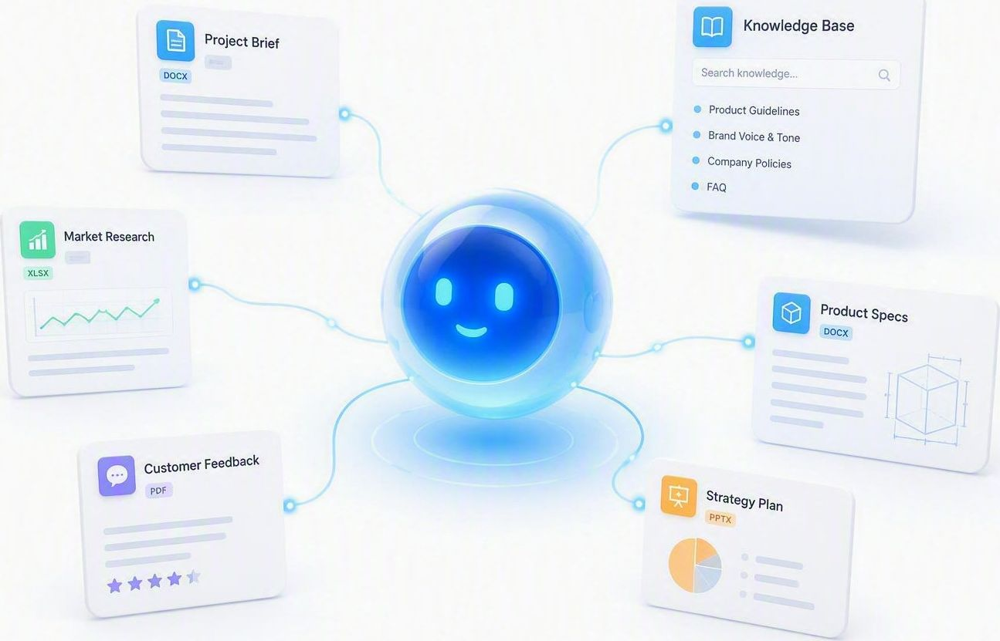 Project Brief
DOCX
Knowledge Base
Search knowledge...
Product Guidelines
Brand Voice & Tone
Company Policies
FAQ
Market Research
XLSX
Product Specs
DOCX
Customer Feedback
PDF
Strategy Plan
PPTX